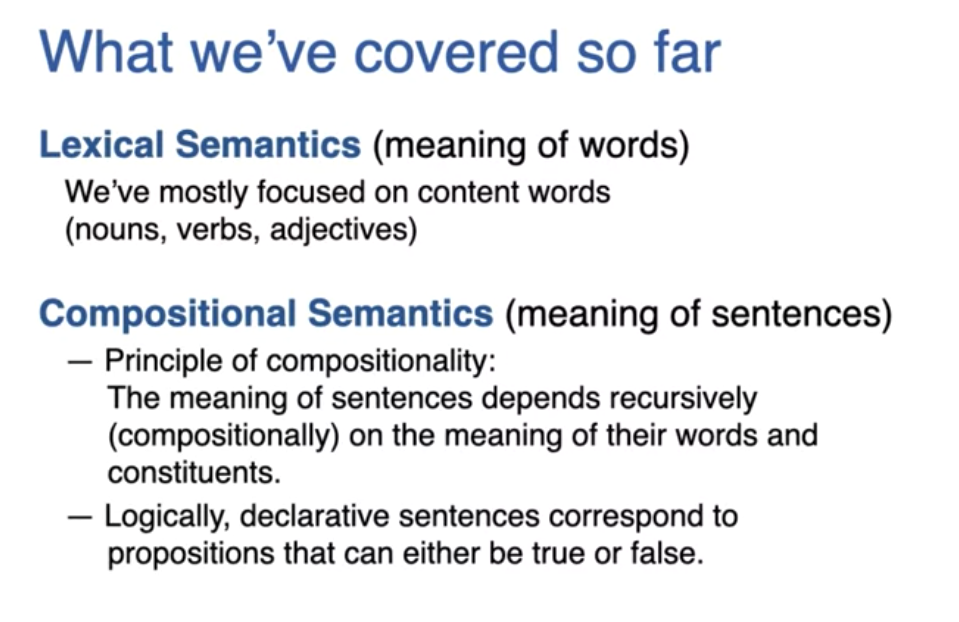 What we've covered so far
Lexical Semantics (meaning of words)
We've mostly focused on content words
(nouns, verbs, adjectives)
Compositional Semantics (meaning of sentences)
— Principle of compositionality:
The meaning of sentences depends recursively
(compositionally) on the meaning of their words and
constituents.
— Logically, declarative sentences correspond to
propositions that can either be true or false.